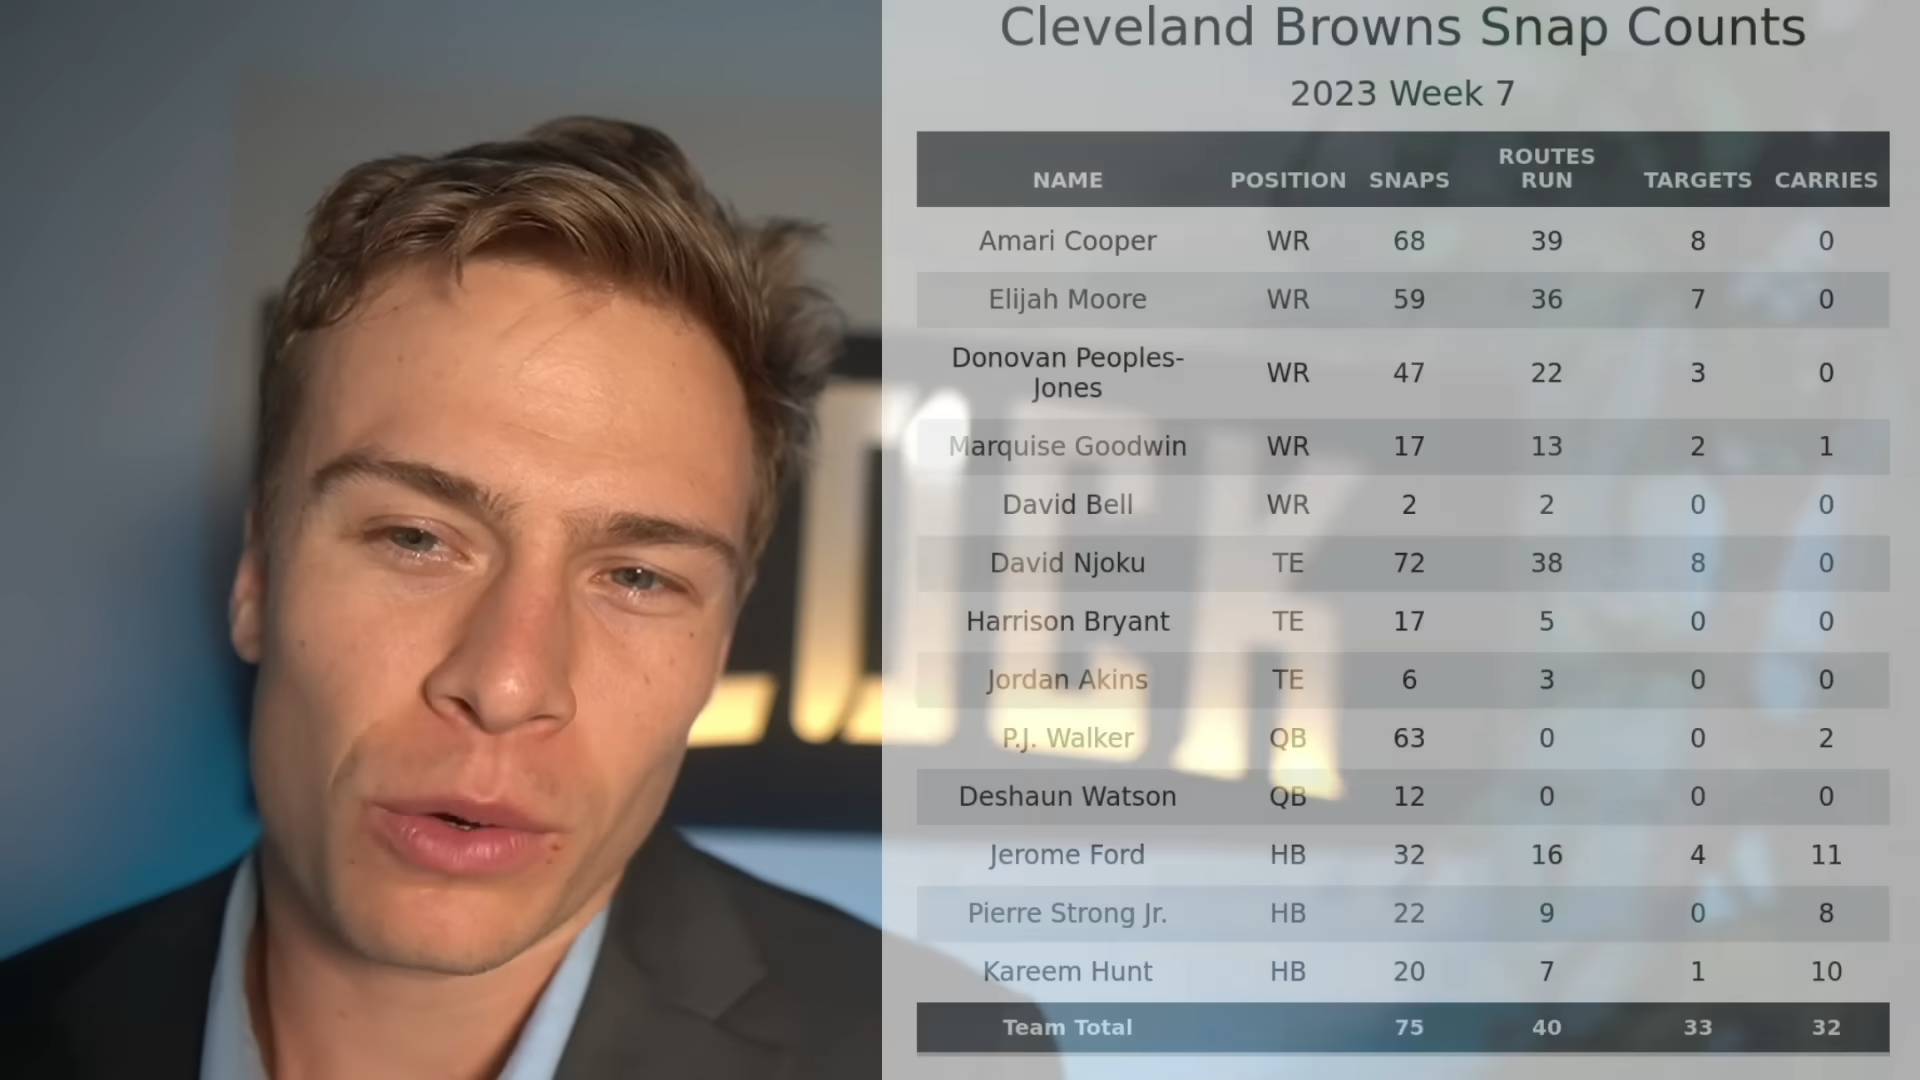 Cleveland Browns Snap Counts
2023 Week 7
NAME POSITION SNAPS ROUTES RUN TARGETS CARRIES
Amari Cooper WR 68 39 8 0
Elijah Moore WR 59 36 7 0
Donovan Peoples-
Jones WR 47 22 3 0
Marquise Goodwin WR 17 13 2 1
David Bell WR 2 2 0 0
David Njoku TE 72 38 8 0
Harrison Bryant TE 17 5 0 0
Jordan Akins TE 6 3 0 0
P.J. Walker QB 63 0 0 2
Deshaun Watson QB 12 0 0 0
Jerome Ford HB 32 16 4 11
Pierre Strong Jr. HB 22 9 0 8
Kareem Hunt HB 20 7 1 10
Team Total 75 40 33 32
LOCK